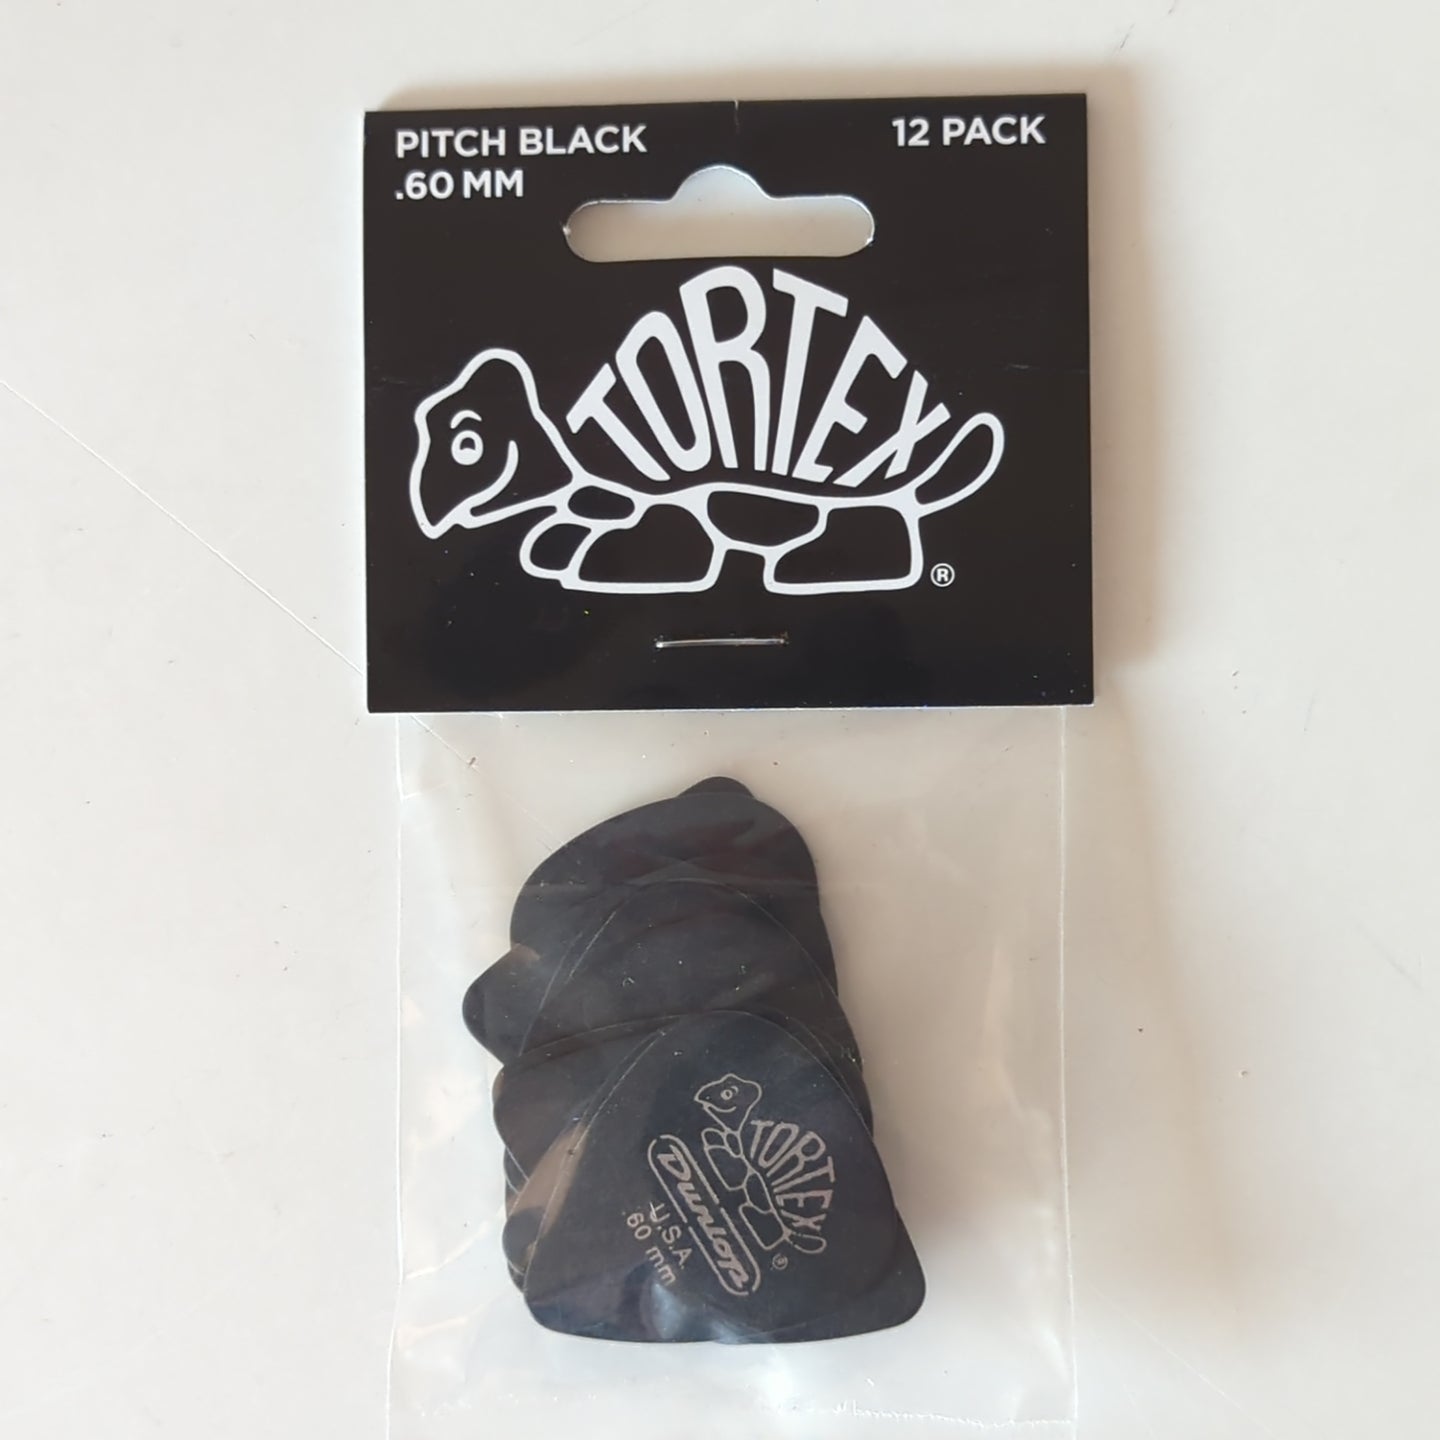 PITCH BLACK
.60 MM
12 PACK
TORTEX
®
TORTEX
®
Dunlop
U.S.A.
.60 mm